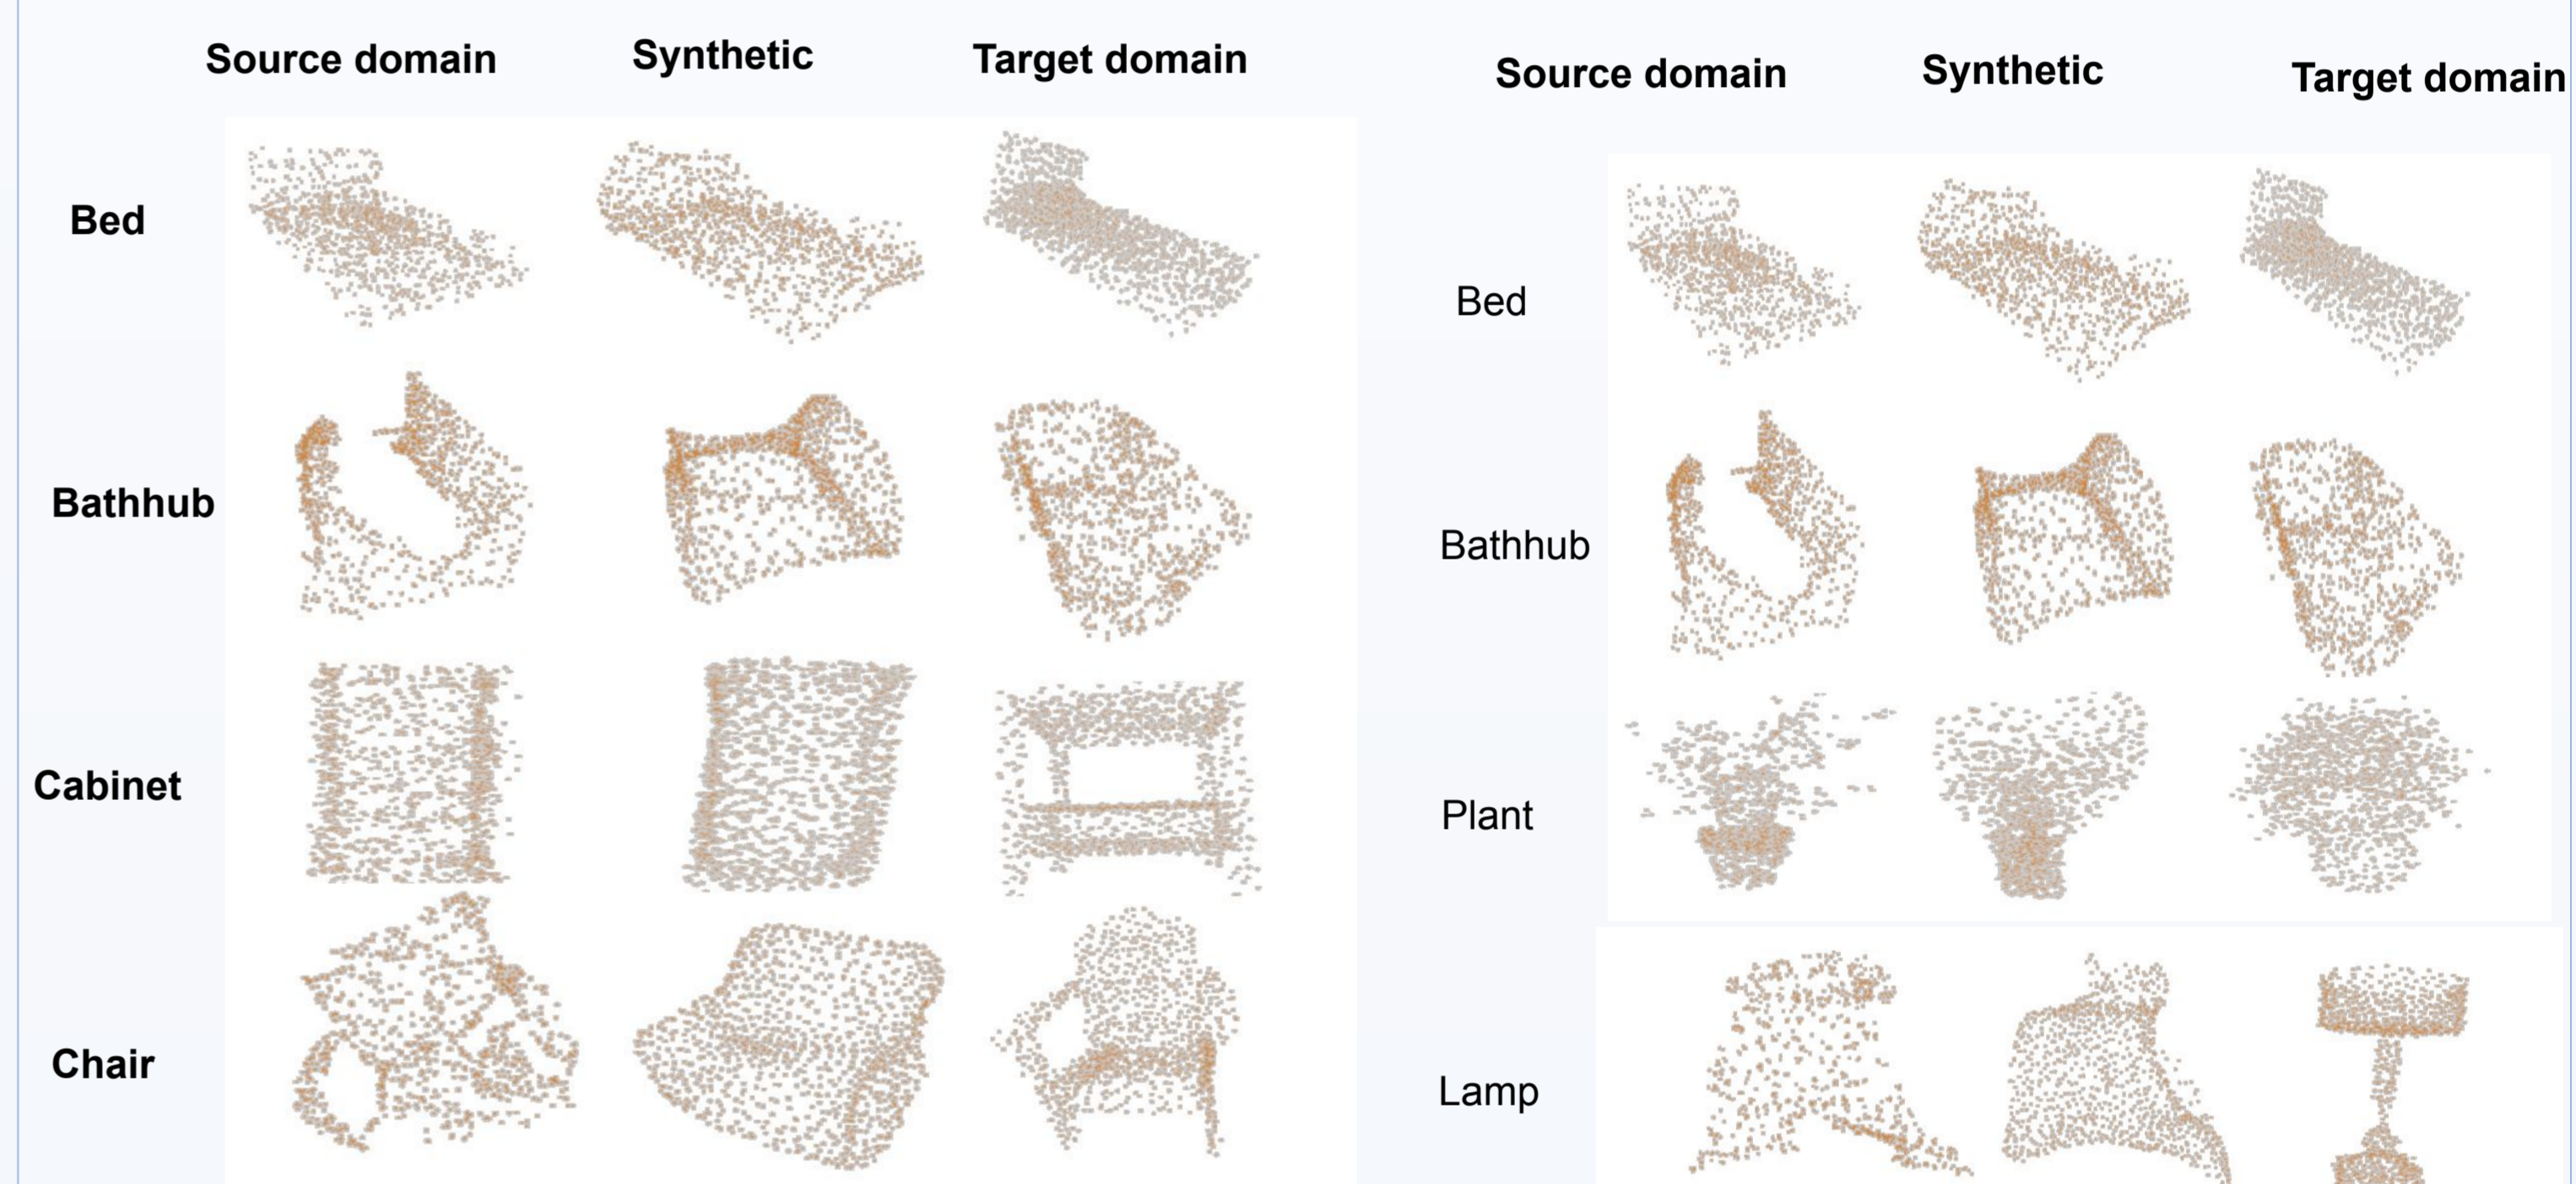 Source domain Synthetic Target domain
Bed
Bathhub
Cabinet
Chair
Source domain Synthetic Target domain
Bed
Bathhub
Plant
Lamp